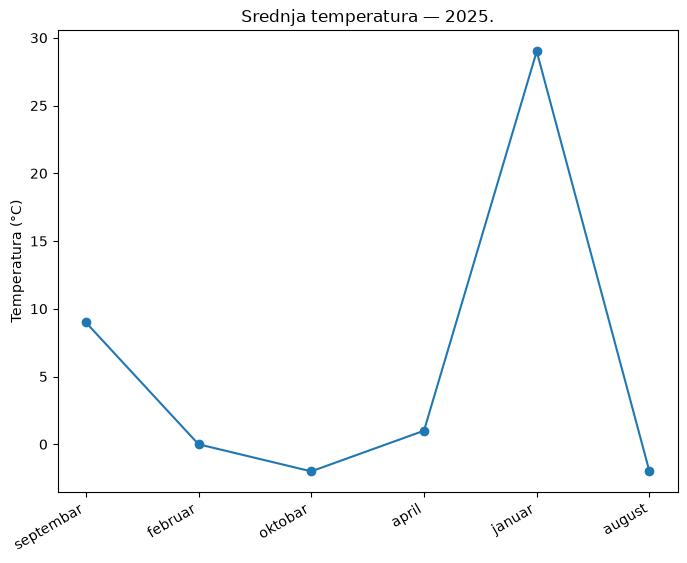 Srednja temperatura — 2025.
Temperatura (°C)
30
25
20
15
10
5
0
septembar
februar
oktobar
april
januar
august